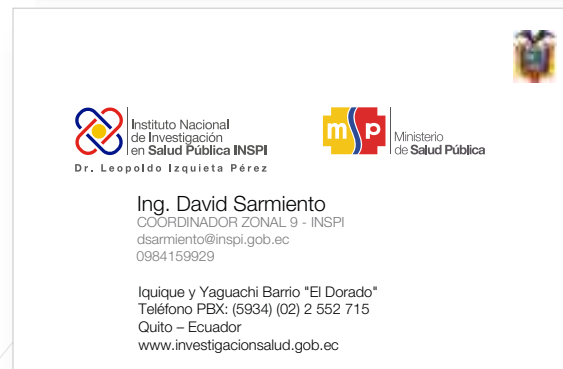 Instituto Nacional
de Investigación
en Salud Pública INSPI
Dr. Leopoldo Izquieta Pérez
msp
Ministerio
de Salud Pública
Ing. David Sarmiento
COORDINADOR ZONAL 9 - INSPI
dsarmiento@inspi.gob.ec
0984159929
Iquique y Yaguachi Barrio "El Dorado"
Teléfono PBX: (5934) (02) 2 552 715
Quito – Ecuador
www.investigacionsalud.gob.ec